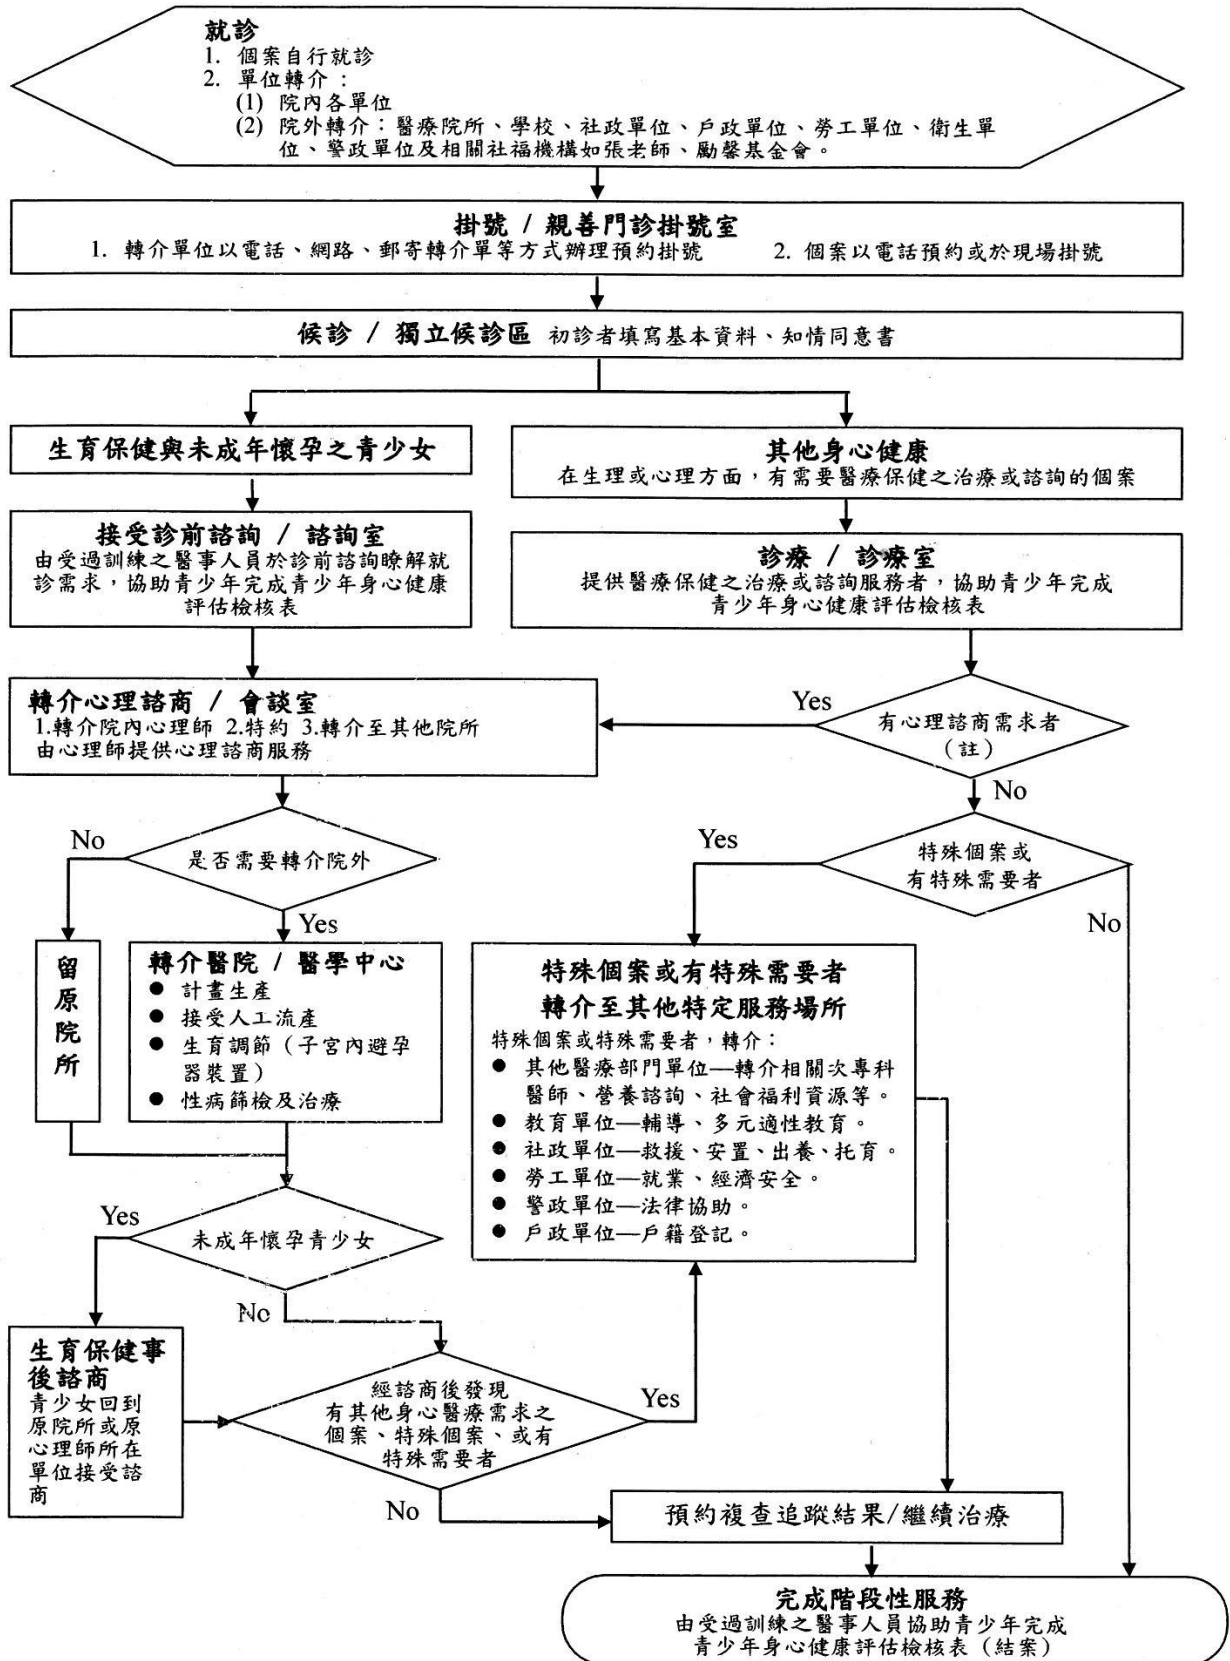 就診
1. 個案自行就診
2. 單位轉介：
(1) 院內各單位
(2) 院外轉介：醫療院所、學校、社政單位、戶政單位、勞工單位、衛生單
位、警政單位及相關社福機構如張老師、勵馨基金會。
掛號 / 親善門診掛號室
1. 轉介單位以電話、網路、郵寄轉介單等方式辦理預約掛號 2. 個案以電話預約或於現場掛號
候診 / 獨立候診區 初診者填寫基本資料、知情同意書
生育保健與未成年懷孕之青少女
其他身心健康
在生理或心理方面，有需要醫療保健之治療或諮詢的個案
接受診前諮詢 / 諮詢室
由受過訓練之醫事人員於診前諮詢瞭解就
診需求，協助青少年完成青少年身心健康
評估檢核表
診療 / 診療室
提供醫療保健之治療或諮詢服務者，協助青少年完成
青少年身心健康評估檢核表
轉介心理諮商 / 會談室
1.轉介院內心理師 2.特約 3.轉介至其他院所
由心理師提供心理諮商服務
Yes
有心理諮商需求者
（註）
No
No
是否需要轉介院外
Yes
Yes
特殊個案或
有特殊需要者
No
留原院所
轉介醫院 / 醫學中心
● 計畫生產
● 接受人工流產
● 生育調節（子宮內避孕
器裝置）
● 性病篩檢及治療
特殊個案或有特殊需要者
轉介至其他特定服務場所
特殊個案或特殊需要者，轉介：
● 其他醫療部門單位—轉介相關次專科
醫師、營養諮詢、社會福利資源等。
● 教育單位—輔導、多元適性教育。
● 社政單位—救援、安置、出養、托育。
● 勞工單位—就業、經濟安全。
● 警政單位—法律協助。
● 戶政單位—戶籍登記。
Yes
未成年懷孕青少女
No
生育保健事
後諮商
青少女回到
原院所或原
心理師所在
單位接受諮
商
經諮商後發現
有其他身心醫療需求之
個案、特殊個案、或有
特殊需要者
Yes
No
預約複查追蹤結果/繼續治療
完成階段性服務
由受過訓練之醫事人員協助青少年完成
青少年身心健康評估檢核表（結案）